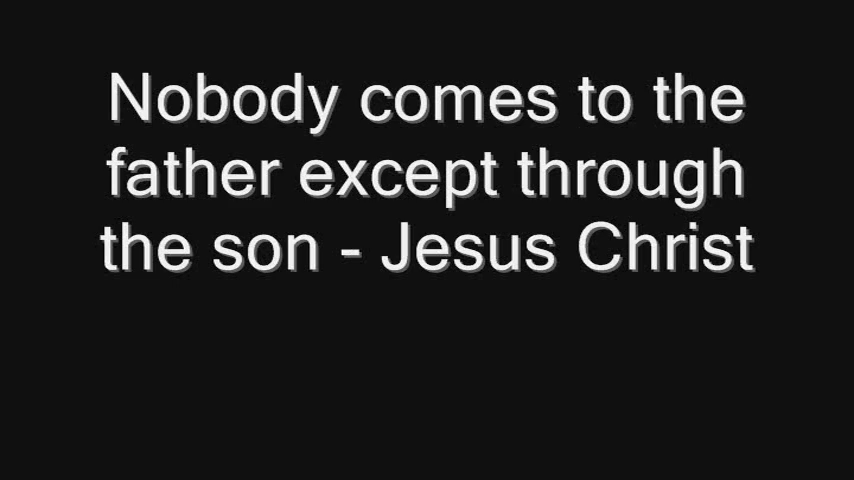 Nobody comes to the
father except through
the son - Jesus Christ